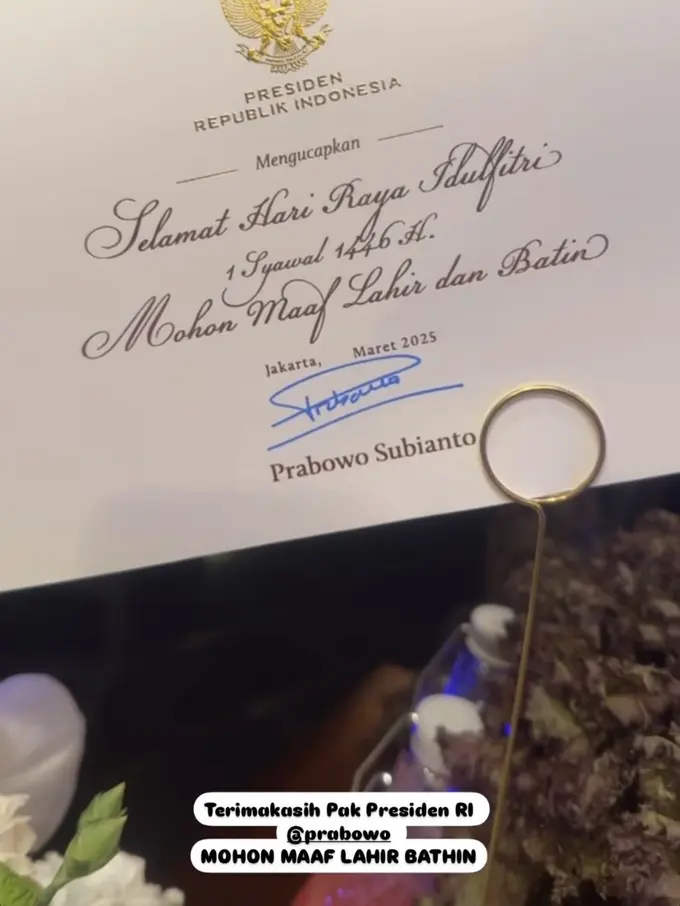 PRESIDEN
REPUBLIK INDONESIA
Mengucapkan
Selamat Hari Raya Idulfitri
1 Syawal 1446 H.
Mohon Maaf Lahir dan Batin
Jakarta, Maret 2025
Prabowo Subianto
Terimakasih Pak Presiden RI
@prabowo
MOHON MAAF LAHIR BATHIN